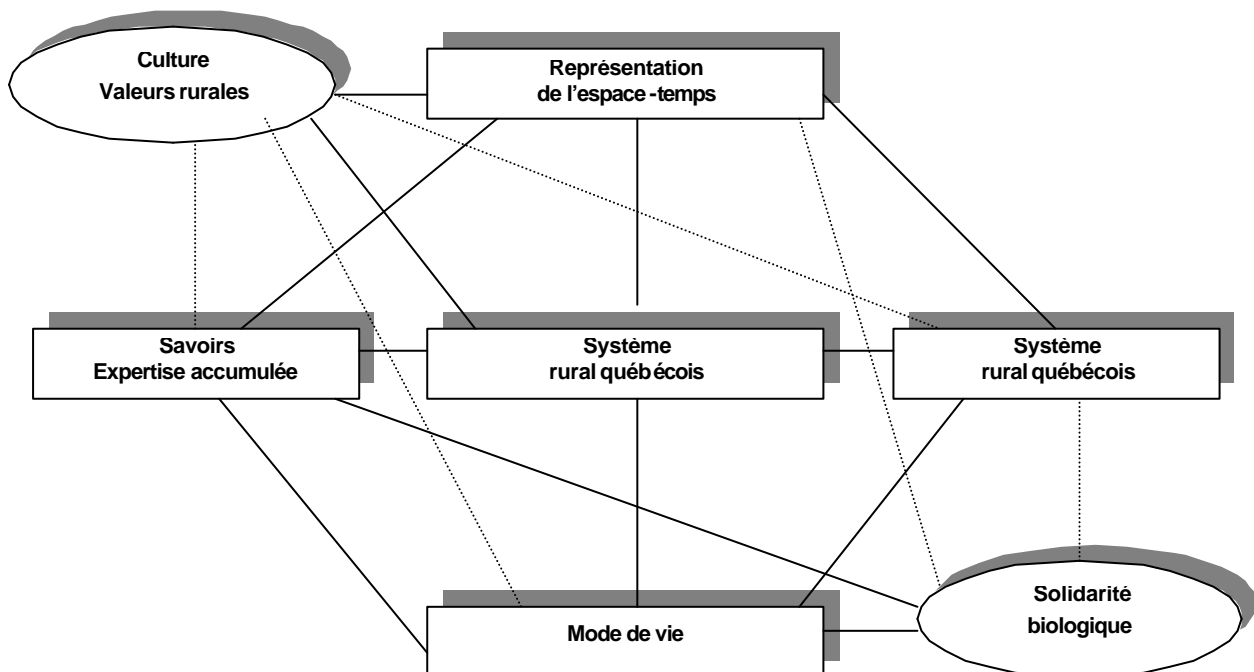 Culture
Valeurs rurales
Représentation
de l'espace-temps
Savoirs
Expertise accumulée
Système
rural québécois
Système
rural québécois
Solidarité
biologique
Mode de vie